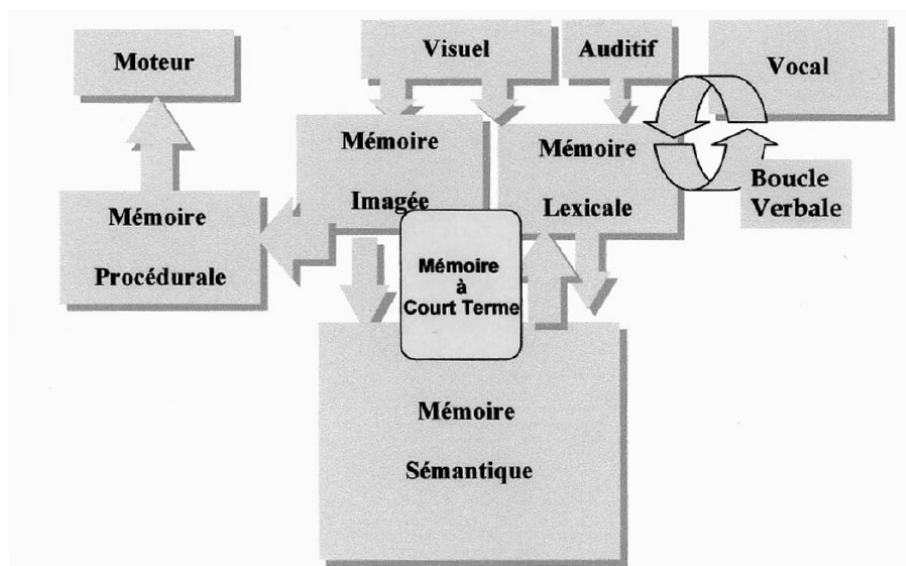 Moteur
Visuel
Auditif
Vocal
Mémoire
Imagée
Mémoire
Lexicale
Boucle
Verbale
Mémoire
Procédurale
Mémoire
à
Court Terme
Mémoire
Sémantique